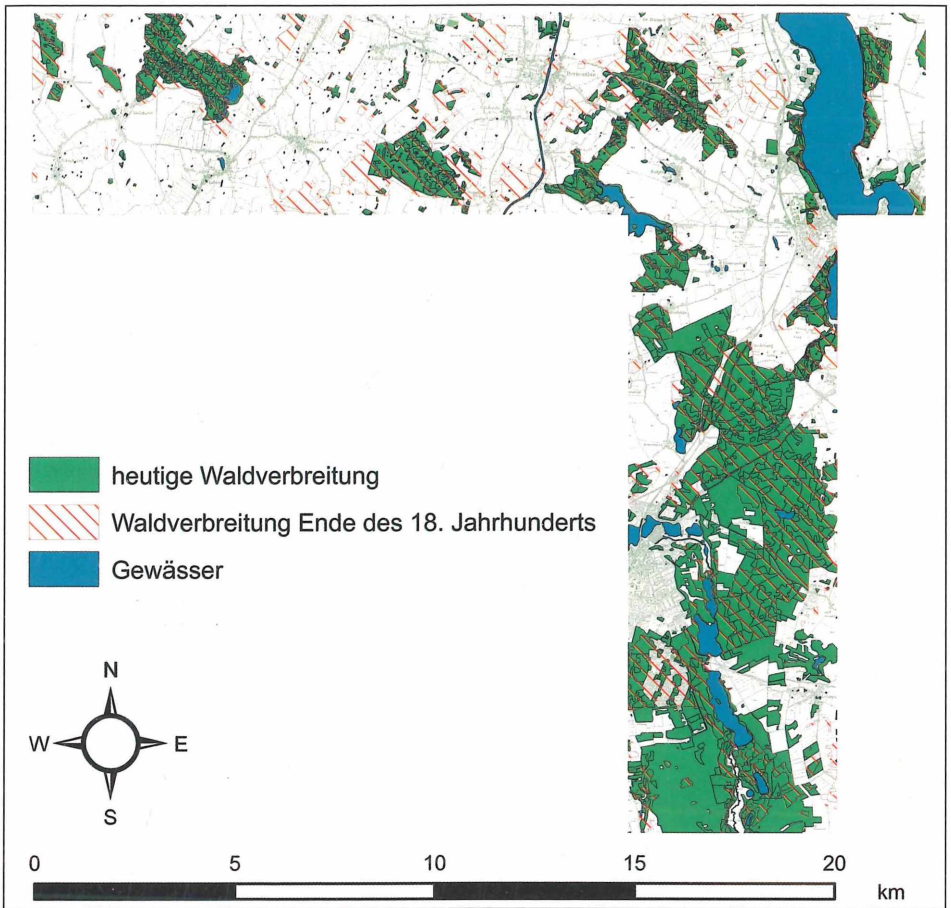 heutige Waldverbreitung
Waldverbreitung Ende des 18. Jahrhunderts
Gewässer
N
W E
S
0 5 10 15 20
km